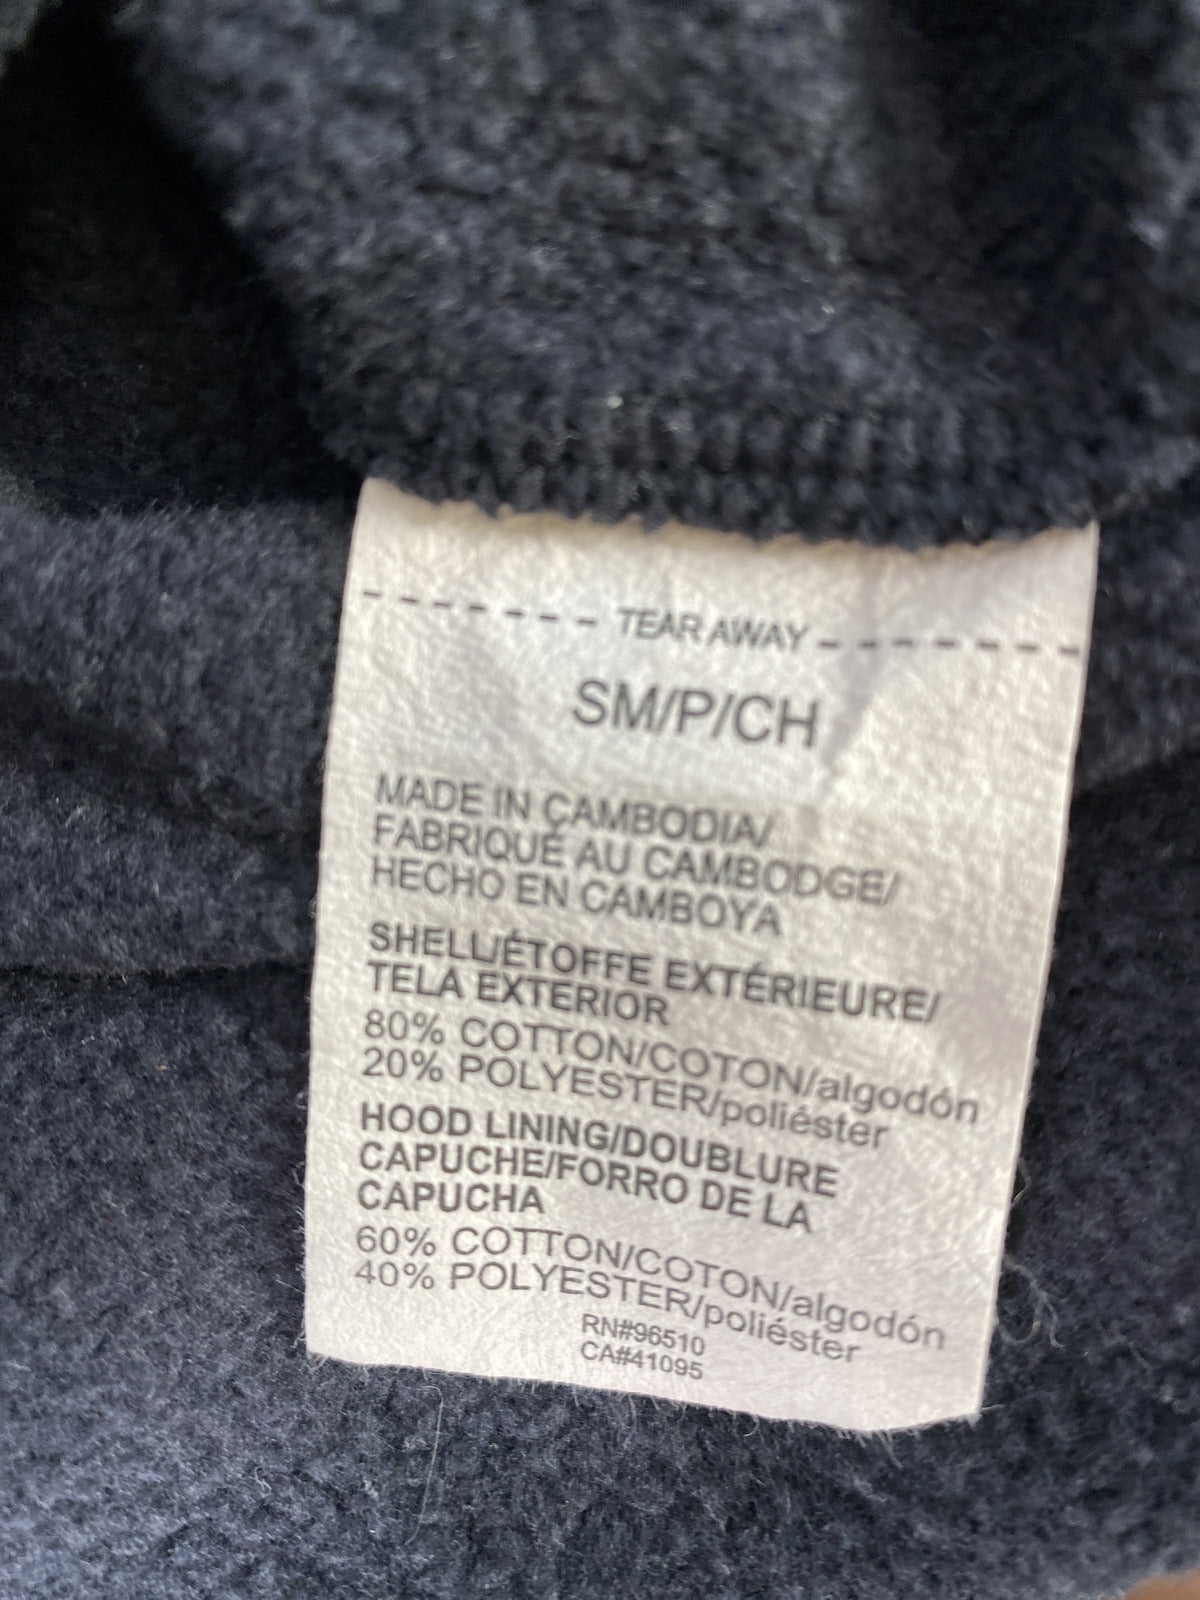 TEAR AWAY
SM/P/CH
MADE IN CAMBODIA/
FABRIQUÉ AU CAMBODGE/
HECHO EN CAMBOYA
SHELL/ÉTOFFE EXTÉRIEURE/
TELA EXTERIOR
80% COTTON/COTON/algodón
20% POLYESTER/poliéster
HOOD LINING/DOUBLURE
CAPUCHE/FORRO DE LA
CAPUCHA
60% COTTON/COTON/algodón
40% POLYESTER/poliéster
RN#96510
CA#41095